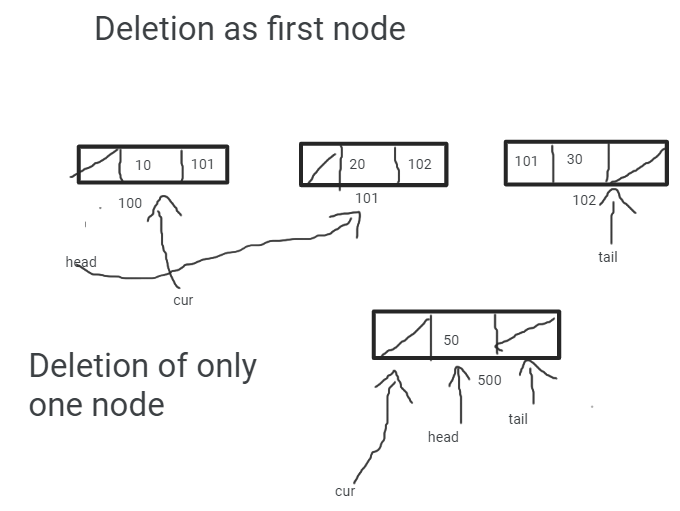 Deletion as first node
10 101
20 102
101 30
100
101
102
head
cur
tail
50
500
Deletion of only
one node
head
tail
cur